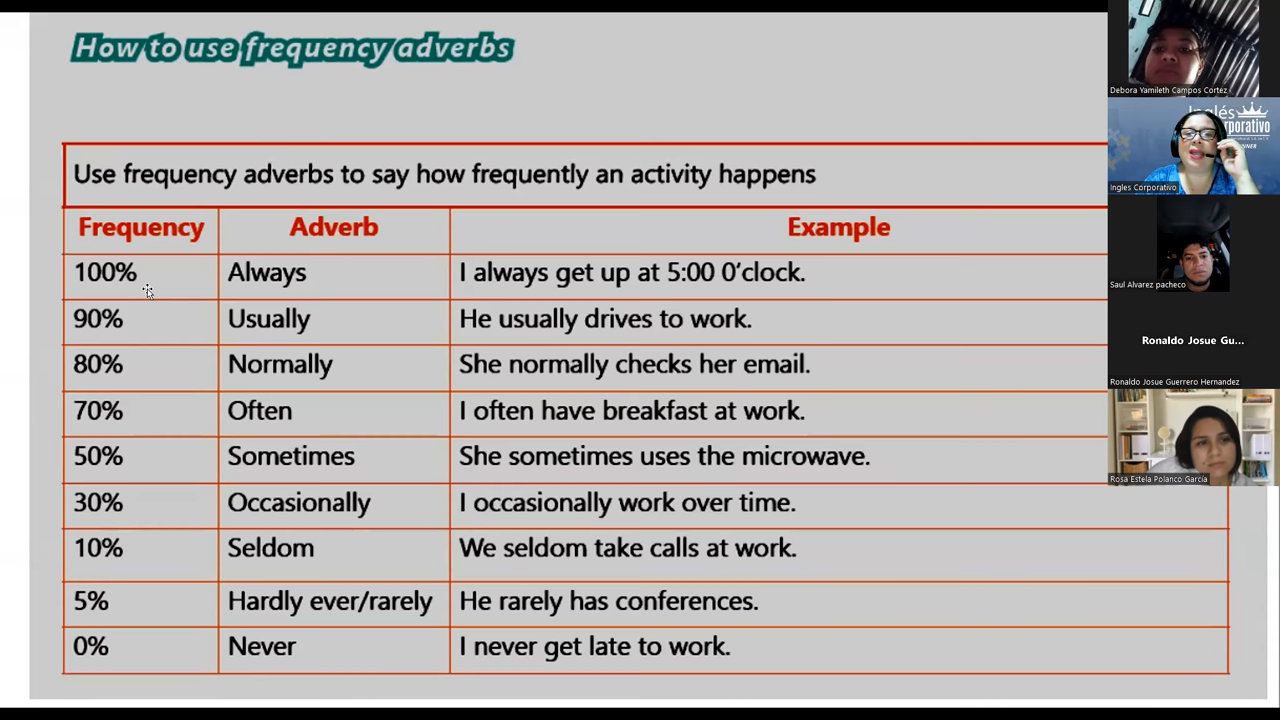 How to use frequency adverbs
Use frequency adverbs to say how frequently an activity happens
Frequency Adverb Example
100% Always I always get up at 5:00 0'clock.
90% Usually He usually drives to work.
80% Normally She normally checks her email.
70% Often I often have breakfast at work.
50% Sometimes She sometimes uses the microwave.
30% Occasionally I occasionally work over time.
10% Seldom We seldom take calls at work.
5% Hardly ever/rarely He rarely has conferences.
0% Never I never get late to work.
Debora Yamileth Campos Cortez
Inglés
Ingles Corporativo
Saul Alvarez pacheco
Ronaldo Josue Gu...
Ronaldo Josue Guerrero Hernandez
Rosa Estela Polanco García